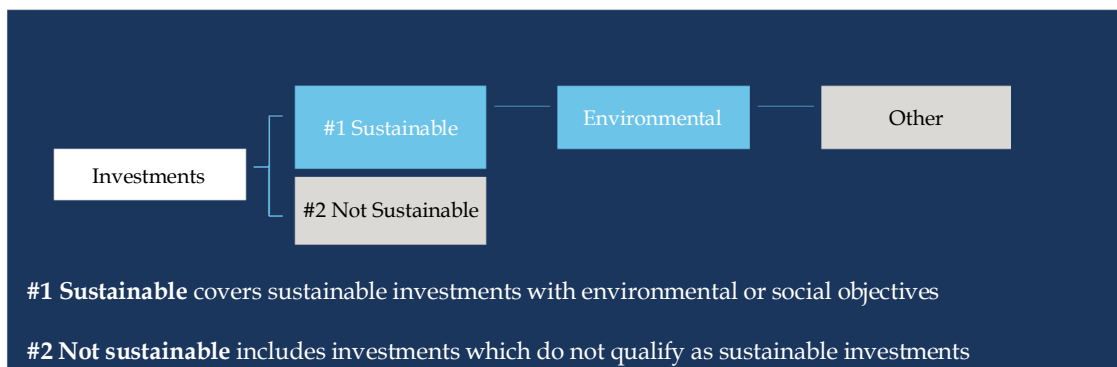 #1 Sustainable
Environmental
Other
Investments
#2 Not Sustainable
#1 Sustainable covers sustainable investments with environmental or social objectives
#2 Not sustainable includes investments which do not qualify as sustainable investments